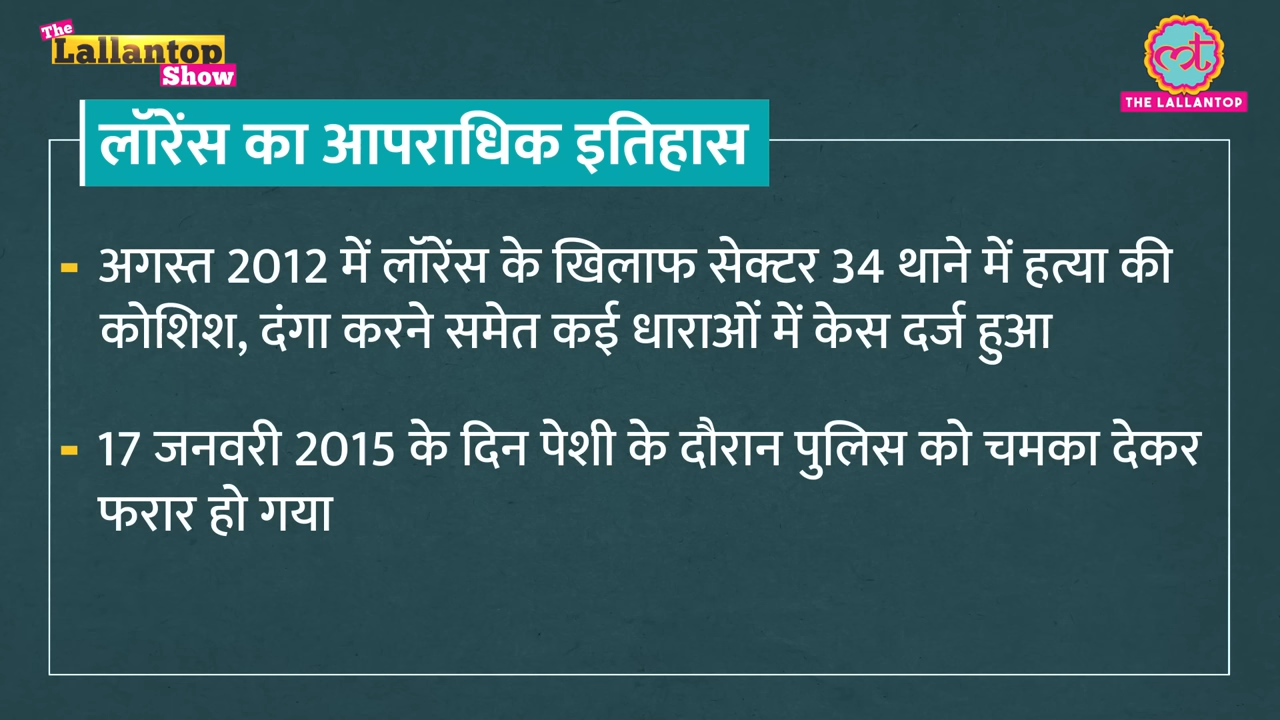 The
Lallantop
Show
लॉरेंस का आपराधिक इतिहास
लt
THE LALLANTOP
- अगस्त 2012 में लॉरेंस के खिलाफ सेक्टर 34 थाने में हत्या की
कोशिश, दंगा करने समेत कई धाराओं में केस दर्ज हुआ
- 17 जनवरी 2015 के दिन पेशी के दौरान पुलिस को चमका देकर
फरार हो गया